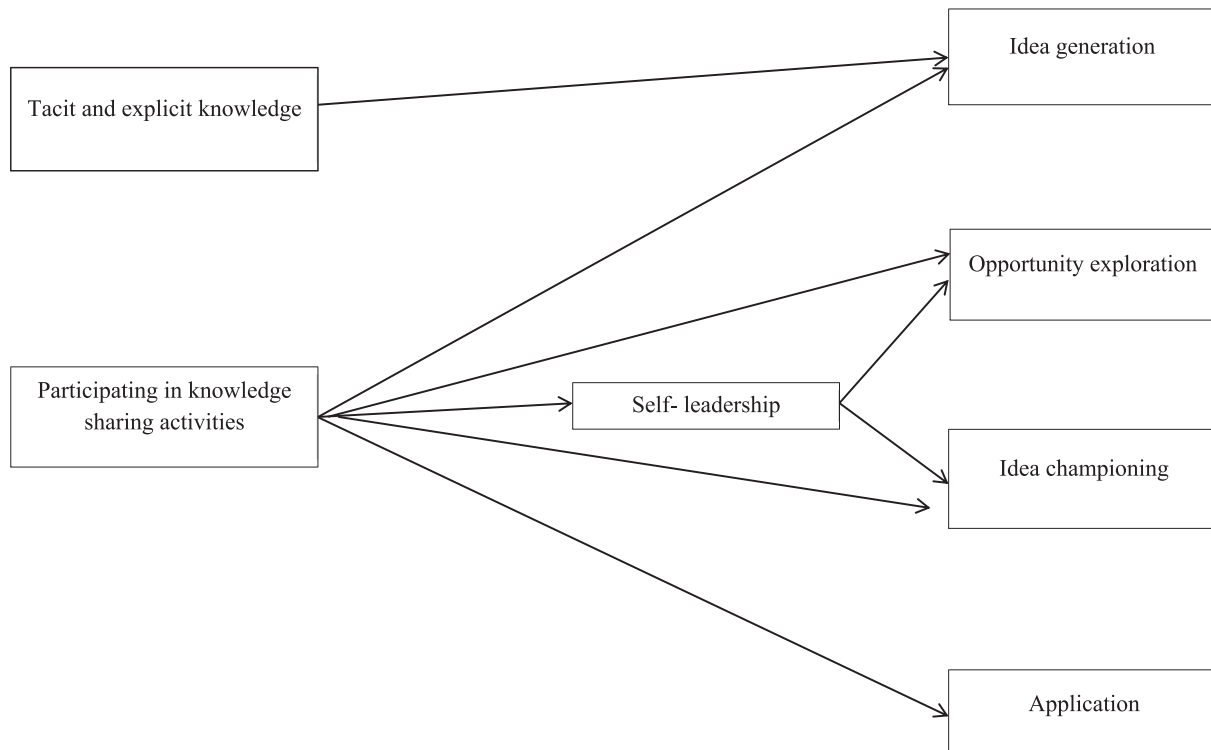 Idea generation
Tacit and explicit knowledge
Opportunity exploration
Participating in knowledge
sharing activities
Self- leadership
Idea championing
Application